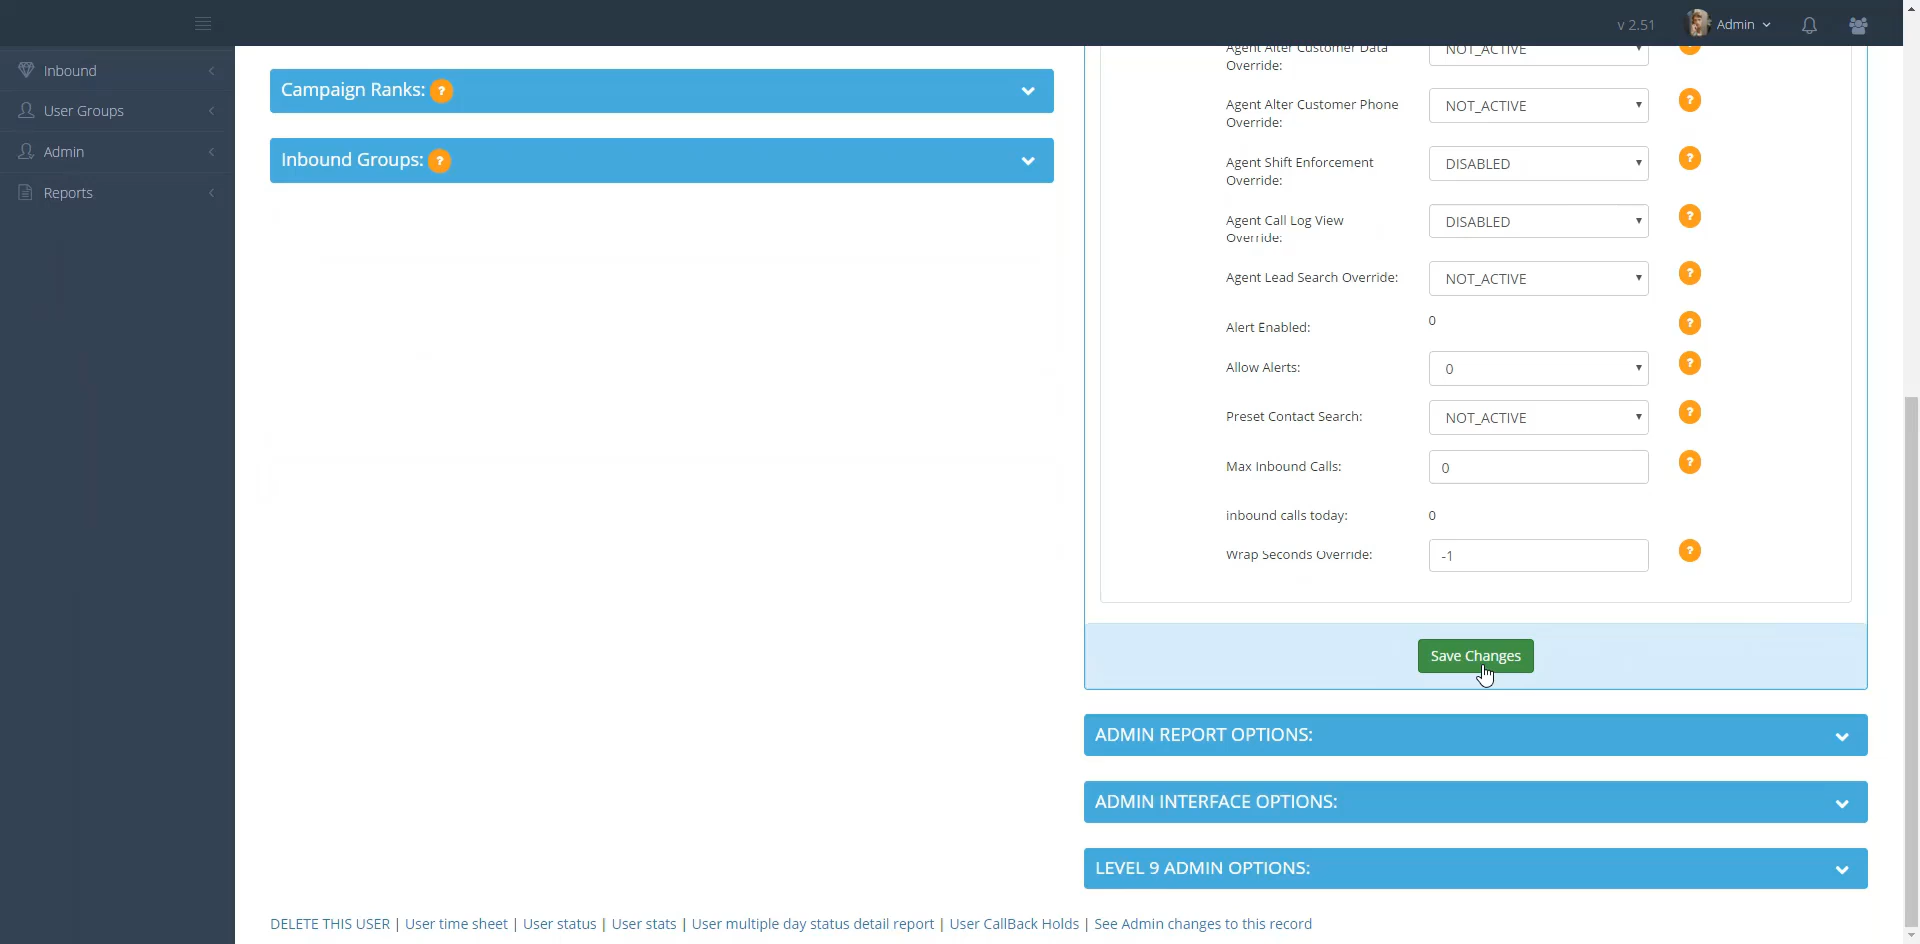 v 2.51
Admin
Inbound
User Groups
Admin
Reports
Campaign Ranks: ?
Inbound Groups: ?
Agent Alter Customer Data
Override:
NOT_ACTIVE
Agent Alter Customer Phone
Override:
NOT_ACTIVE
?
Agent Shift Enforcement
Override:
DISABLED
?
Agent Call Log View
Override:
DISABLED
?
Agent Lead Search Override:
NOT_ACTIVE
?
Alert Enabled:
0
?
Allow Alerts:
0
?
Preset Contact Search:
NOT_ACTIVE
?
Max Inbound Calls:
0
?
inbound calls today:
0
Wrap Seconds Override:
-1
?
Save Changes
ADMIN REPORT OPTIONS:
ADMIN INTERFACE OPTIONS:
LEVEL 9 ADMIN OPTIONS:
DELETE THIS USER | User time sheet | User status | User stats | User multiple day status detail report | User CallBack Holds | See Admin changes to this record